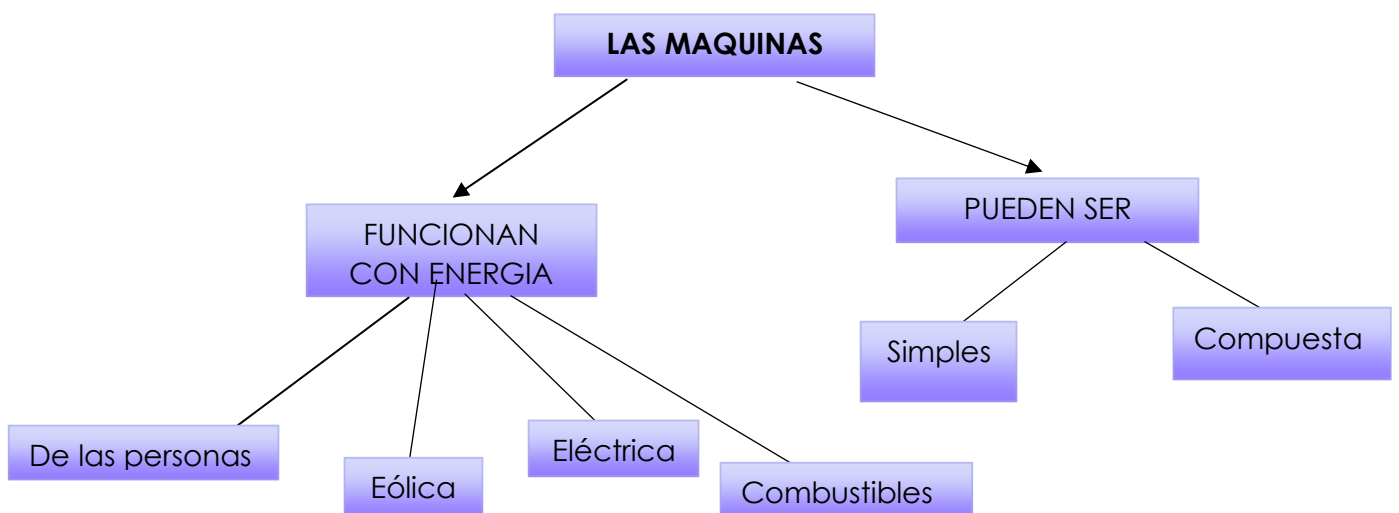 LAS MAQUINAS
FUNCIONAN
CON ENERGIA
PUEDEN SER
Simples
Compuesta
De las personas
Eólica
Eléctrica
Combustibles